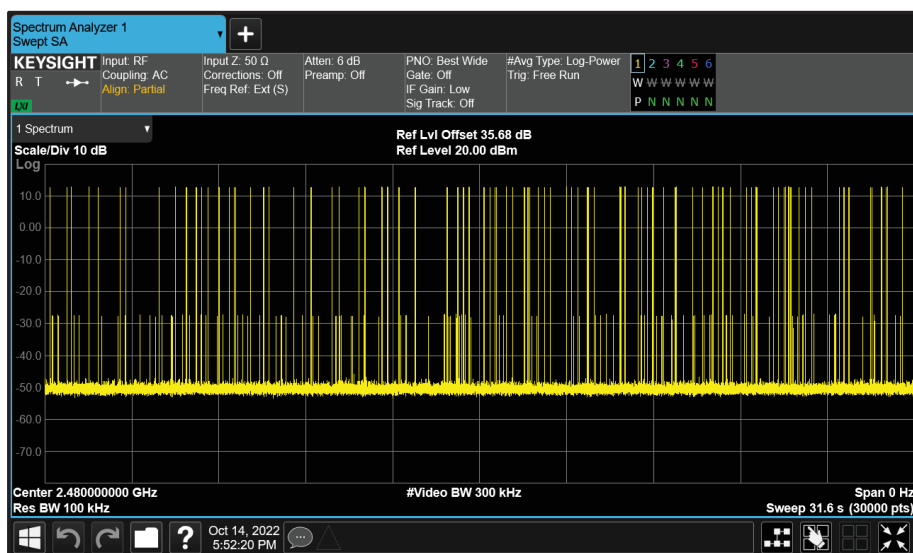 Spectrum Analyzer 1
Swept SA
KEYSIGHT
R T
LXI
Input: RF
Coupling: AC
Align: Partial
Input Z: 50 Ω
Corrections: Off
Freq Ref: Ext (S)
Atten: 6 dB
Preamp: Off
PNO: Best Wide
Gate: Off
IF Gain: Low
Sig Track: Off
#Avg Type: Log-Power
Trig: Free Run
1 2 3 4 5 6
W W W W W W
P N N N N N
1 Spectrum
Scale/Div 10 dB
Ref Lvl Offset 35.68 dB
Ref Level 20.00 dBm
Log
10.0
0.00
-10.0
-20.0
-30.0
-40.0
-50.0
-60.0
-70.0
Center 2.480000000 GHz
#Video BW 300 kHz
Span 0 Hz
Res BW 100 kHz
Sweep 31.6 s (30000 pts)
?
Oct 14, 2022
5:52:20 PM